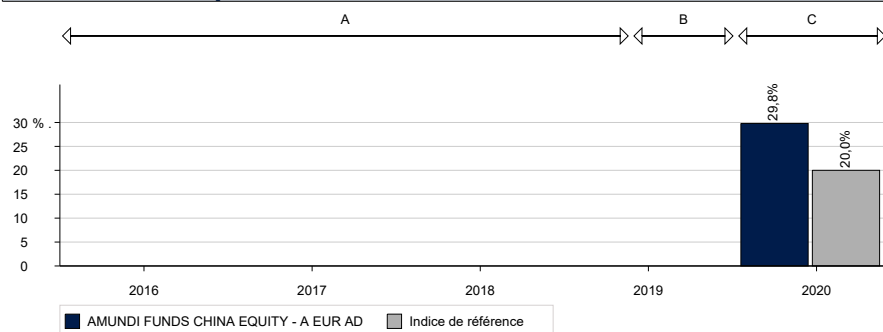 A B C
30 % .
25
20
15
10
5
0
29,8%
20,0%
2016 2017 2018 2019 2020
AMUNDI FUNDS CHINA EQUITY - A EUR AD Indice de référence